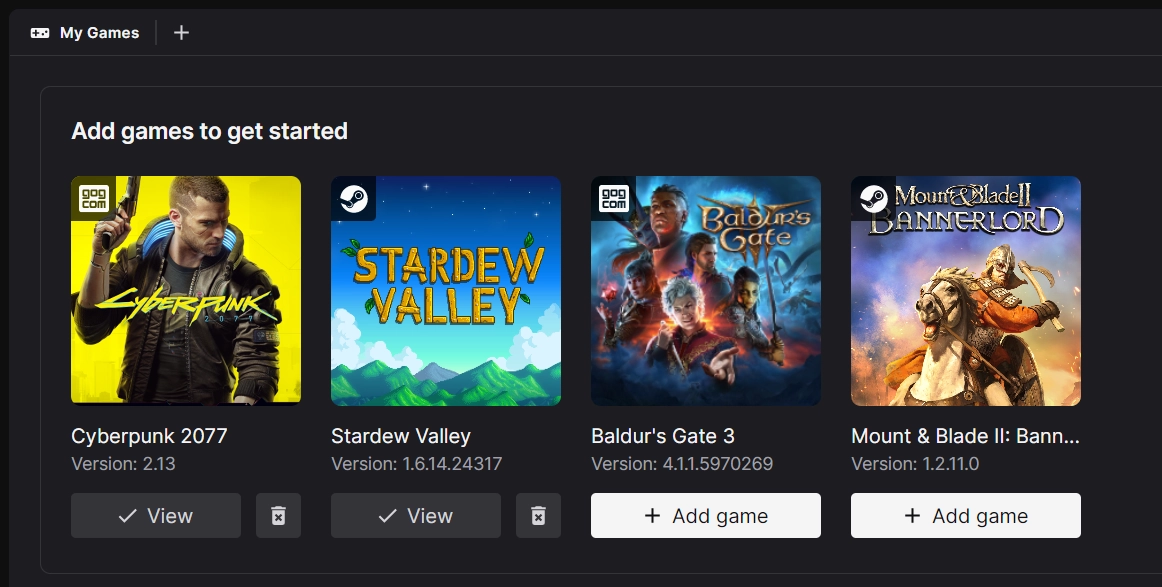 My Games
Add games to get started
GOG
COM
CYBERPUNK
2077
STARDEW
VALLEY
GOG
COM
BALDUR'S
GATE
MOUNT&BLADE II
BANNERLORD
Cyberpunk 2077
Stardew Valley
Baldur's Gate 3
Mount & Blade II: Bann...
Version: 2.13
Version: 1.6.14.24317
Version: 4.1.1.5970269
Version: 1.2.11.0
View
View
+ Add game
+ Add game